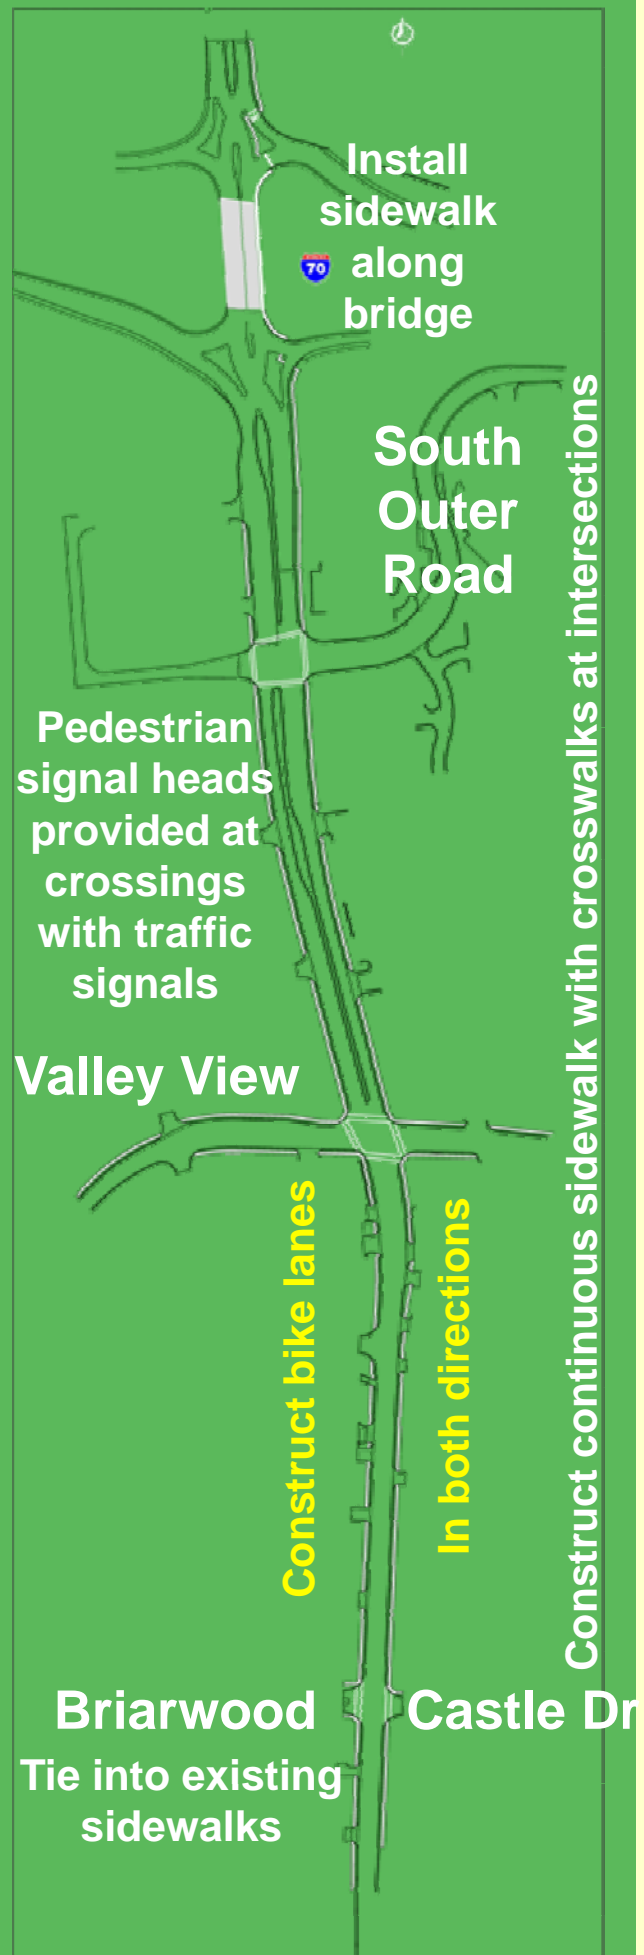 Install
sidewalk
along
bridge
70
South
Outer
Road
Construct continuous sidewalk with crosswalks at intersections
Pedestrian
signal heads
provided at
crossings
with traffic
signals
Valley View
Construct bike lanes
In both directions
Briarwood
Castle Dr
Tie into existing
sidewalks